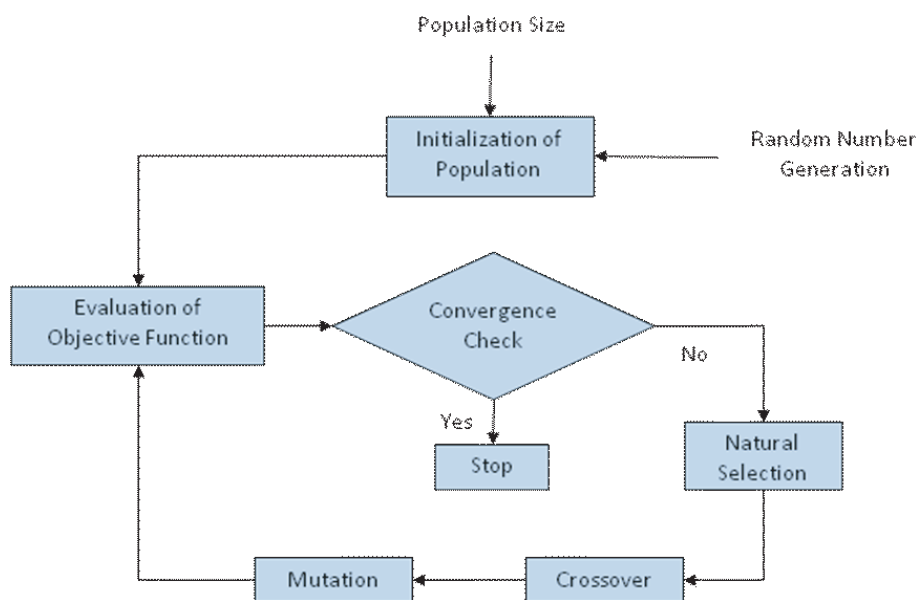 Population Size
Initialization of
Population
Random Number
Generation
Evaluation of
Objective Function
Convergence
Check
No
Yes
Stop
Natural
Selection
Mutation
Crossover